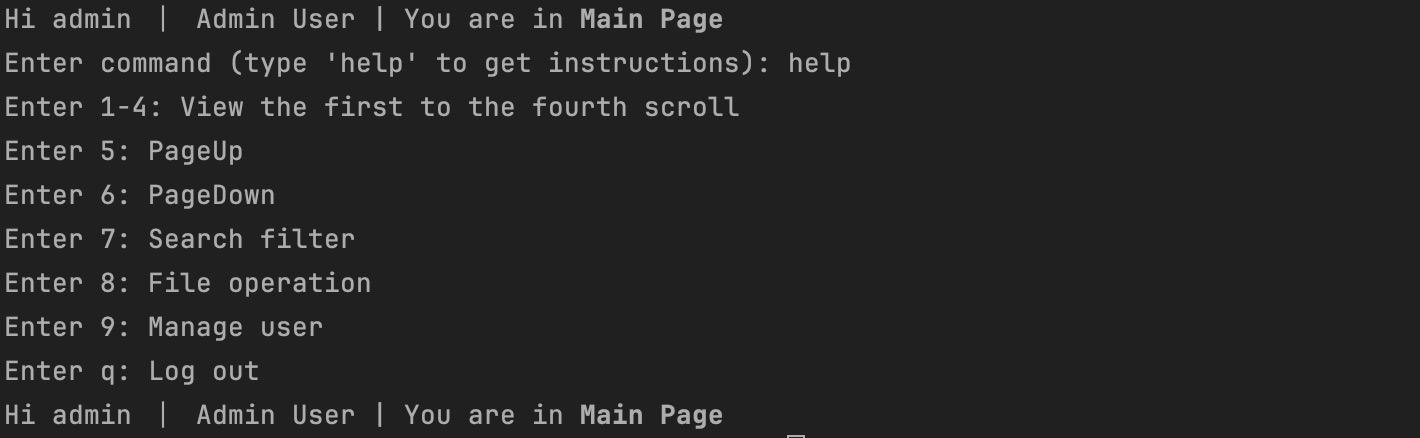 Hi admin | Admin User | You are in Main Page
Enter command (type 'help' to get instructions): help
Enter 1-4: View the first to the fourth scroll
Enter 5: PageUp
Enter 6: PageDown
Enter 7: Search filter
Enter 8: File operation
Enter 9: Manage user
Enter q: Log out
Hi admin | Admin User | You are in Main Page